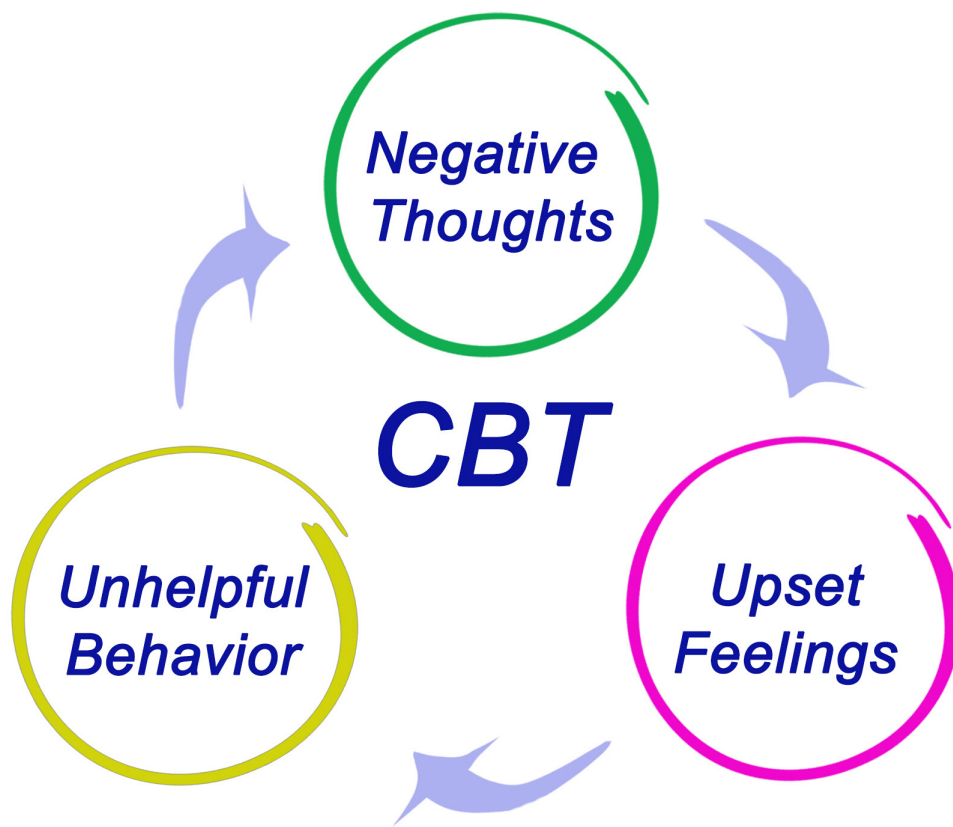 Negative
Thoughts
CBT
Unhelpful
Behavior
Upset
Feelings